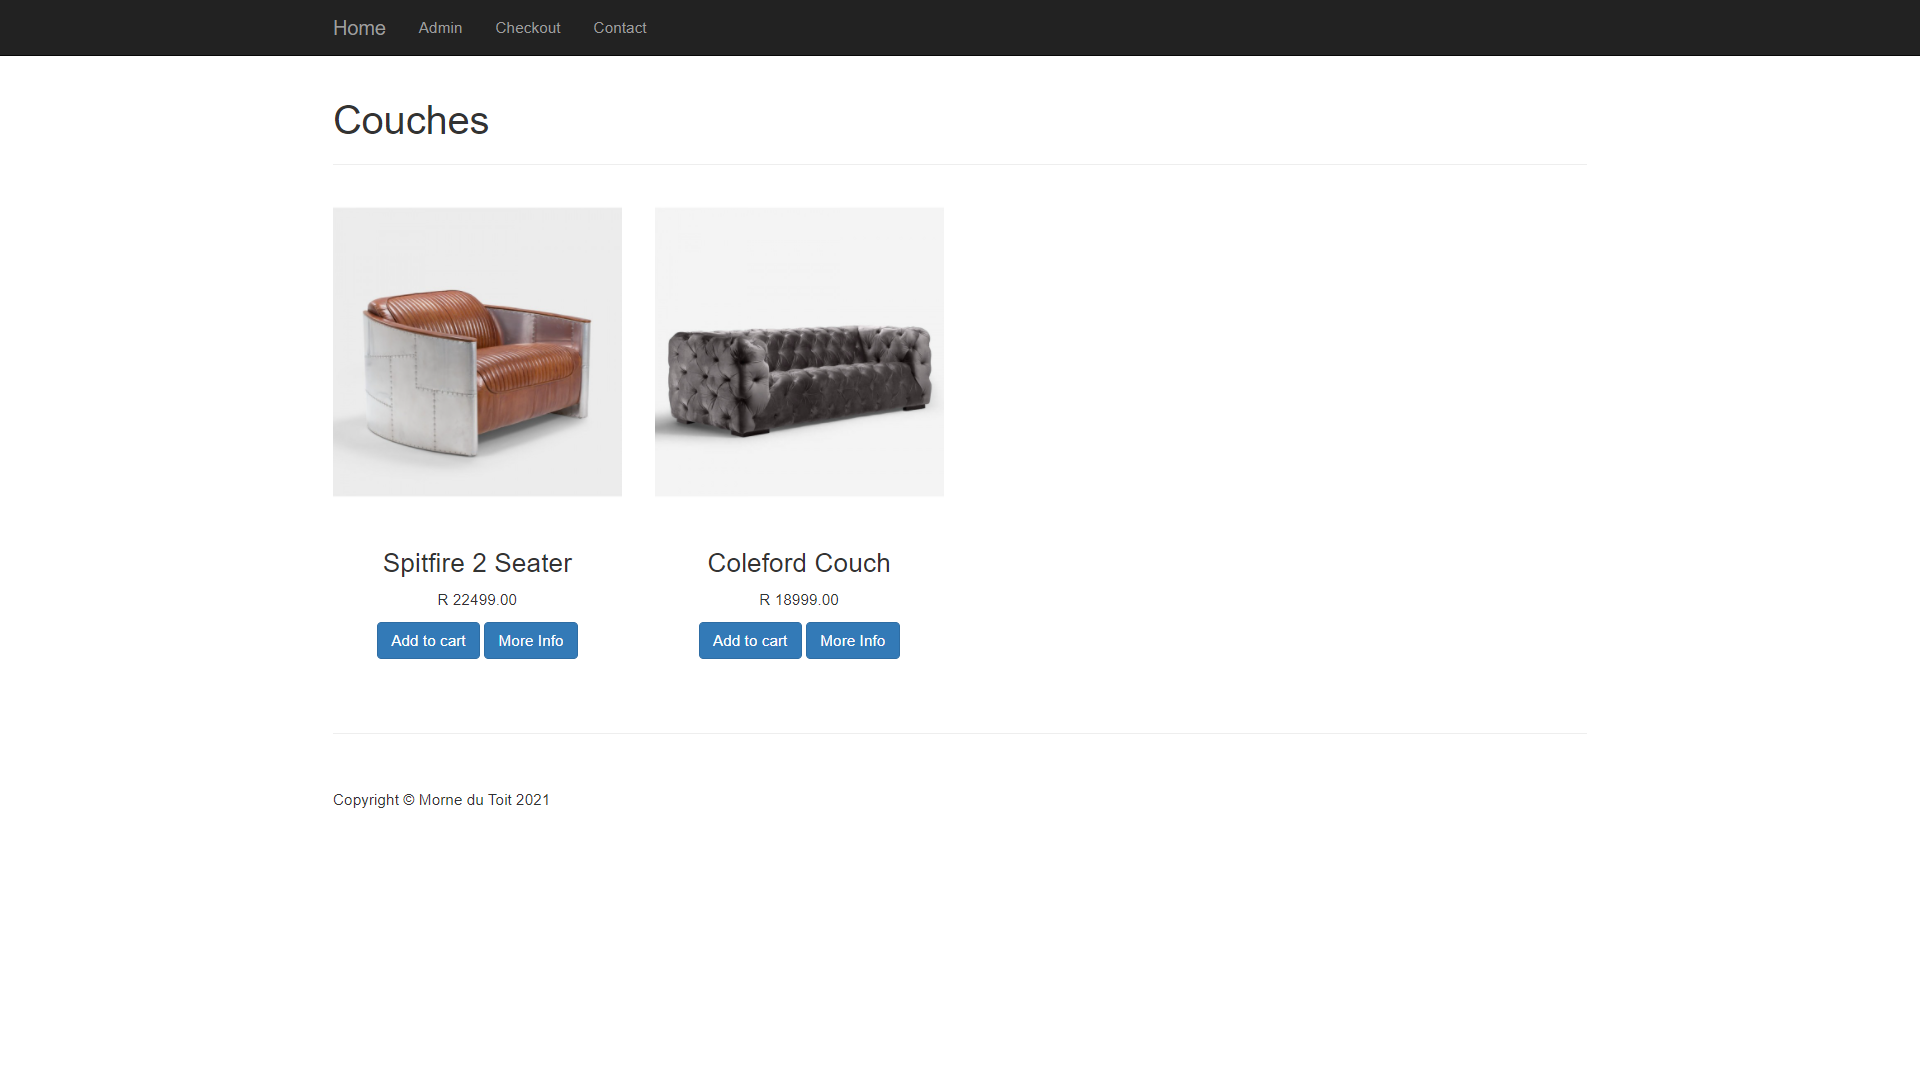 Home Admin Checkout Contact
Couches
Spitfire 2 Seater
R 22499.00
Add to cart More Info
Coleford Couch
R 18999.00
Add to cart More Info
Copyright © Morne du Toit 2021